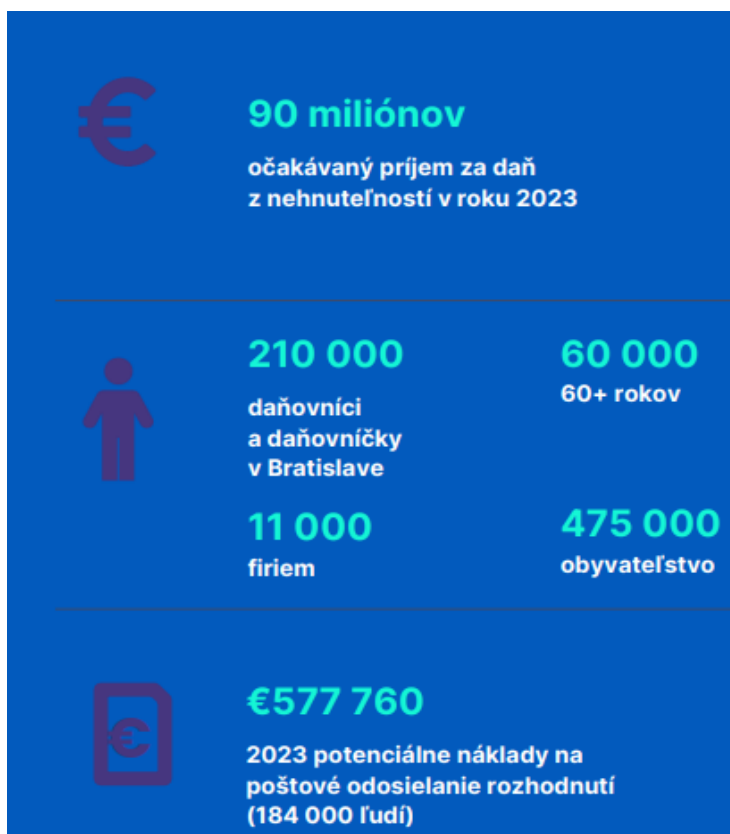 €
90 miliónov
očakávaný príjem za daň
z nehnuteľností v roku 2023
210 000
daňovníci
a daňovníčky
v Bratislave
60 000
60+ rokov
11 000
firiem
475 000
obyvateľstvo
€
€577 760
2023 potenciálne náklady na
poštové odosielanie rozhodnutí
(184 000 ľudí)